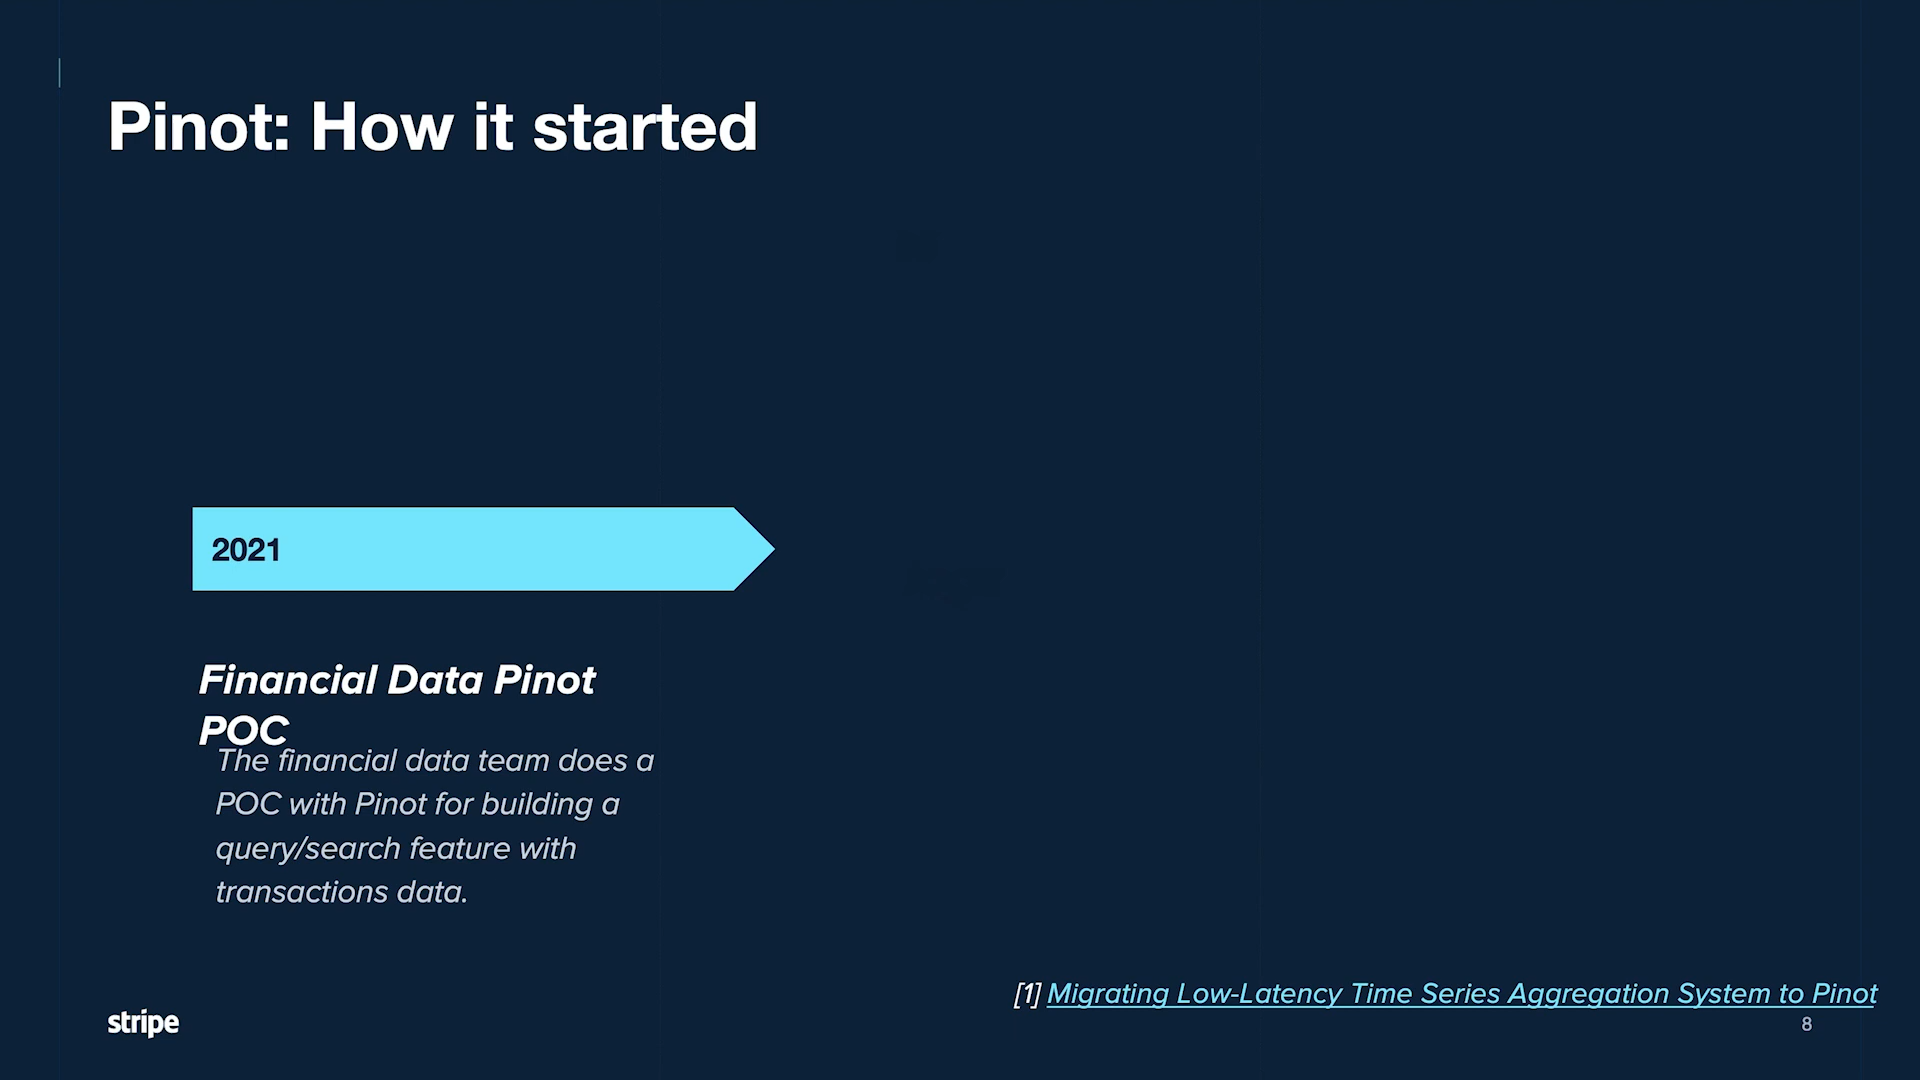 Pinot: How it started
2021
Financial Data Pinot
POC
The financial data team does a
POC with Pinot for building a
query/search feature with
transactions data.
[1] Migrating Low-Latency Time Series Aggregation System to Pinot
stripe
8